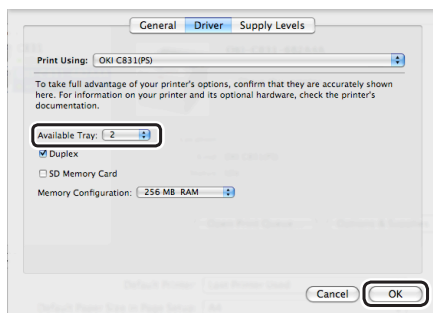 General Driver Supply Levels
Print Using: OKI C831(PS)
To take full advantage of your printer's options, confirm that they are accurately shown
here. For information on your printer and its optional hardware, check the printer's
documentation.
Available Tray: 2
Duplex
SD Memory Card
Memory Configuration: 256 MB RAM
Cancel OK